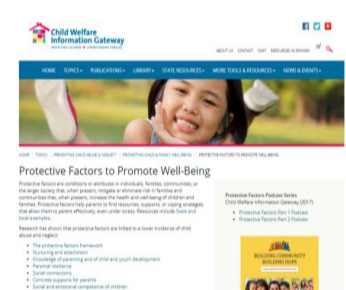 Child Welfare
Information Gateway
PROTECTING CHILDREN STRENGTHENING FAMILIES
ABOUT US CONTACT CHAT RESOURCES IN SPANISH
HOME TOPICS PUBLICATIONS LIBRARY STATE RESOURCES MORE TOOLS & RESOURCES NEWS & EVENTS
HOME TOPICS PREVENTING CHILD ABUSE & NEGLECT PROMOTING CHILD & FAMILY WELL-BEING PROTECTIVE FACTORS TO PROMOTE WELL-BEING
Protective Factors to Promote Well-Being
Protective factors are conditions or attributes in individuals, families, communities, or
the larger society that, when present, mitigate or eliminate risk in families and
communities that, when present, increase the health and well-being of children and
families. Protective factors help parents to find resources, supports, or coping strategies
that allow them to parent effectively, even under stress. Resources include State and
local examples.
Research has shown that protective factors are linked to a lower incidence of child
abuse and neglect:
The protective factors framework
Nurturing and attachment
Knowledge of parenting and of child and youth development
Parental resilience
Social connections
Concrete supports for parents
Social and emotional competence of children
Protective Factors Podcast Series
Child Welfare Information Gateway (2017)
Protective Factors Part 1 Podcast
Protective Factors Part 2 Podcast
BUILDING COMMUNITY
BUILDING HOPE